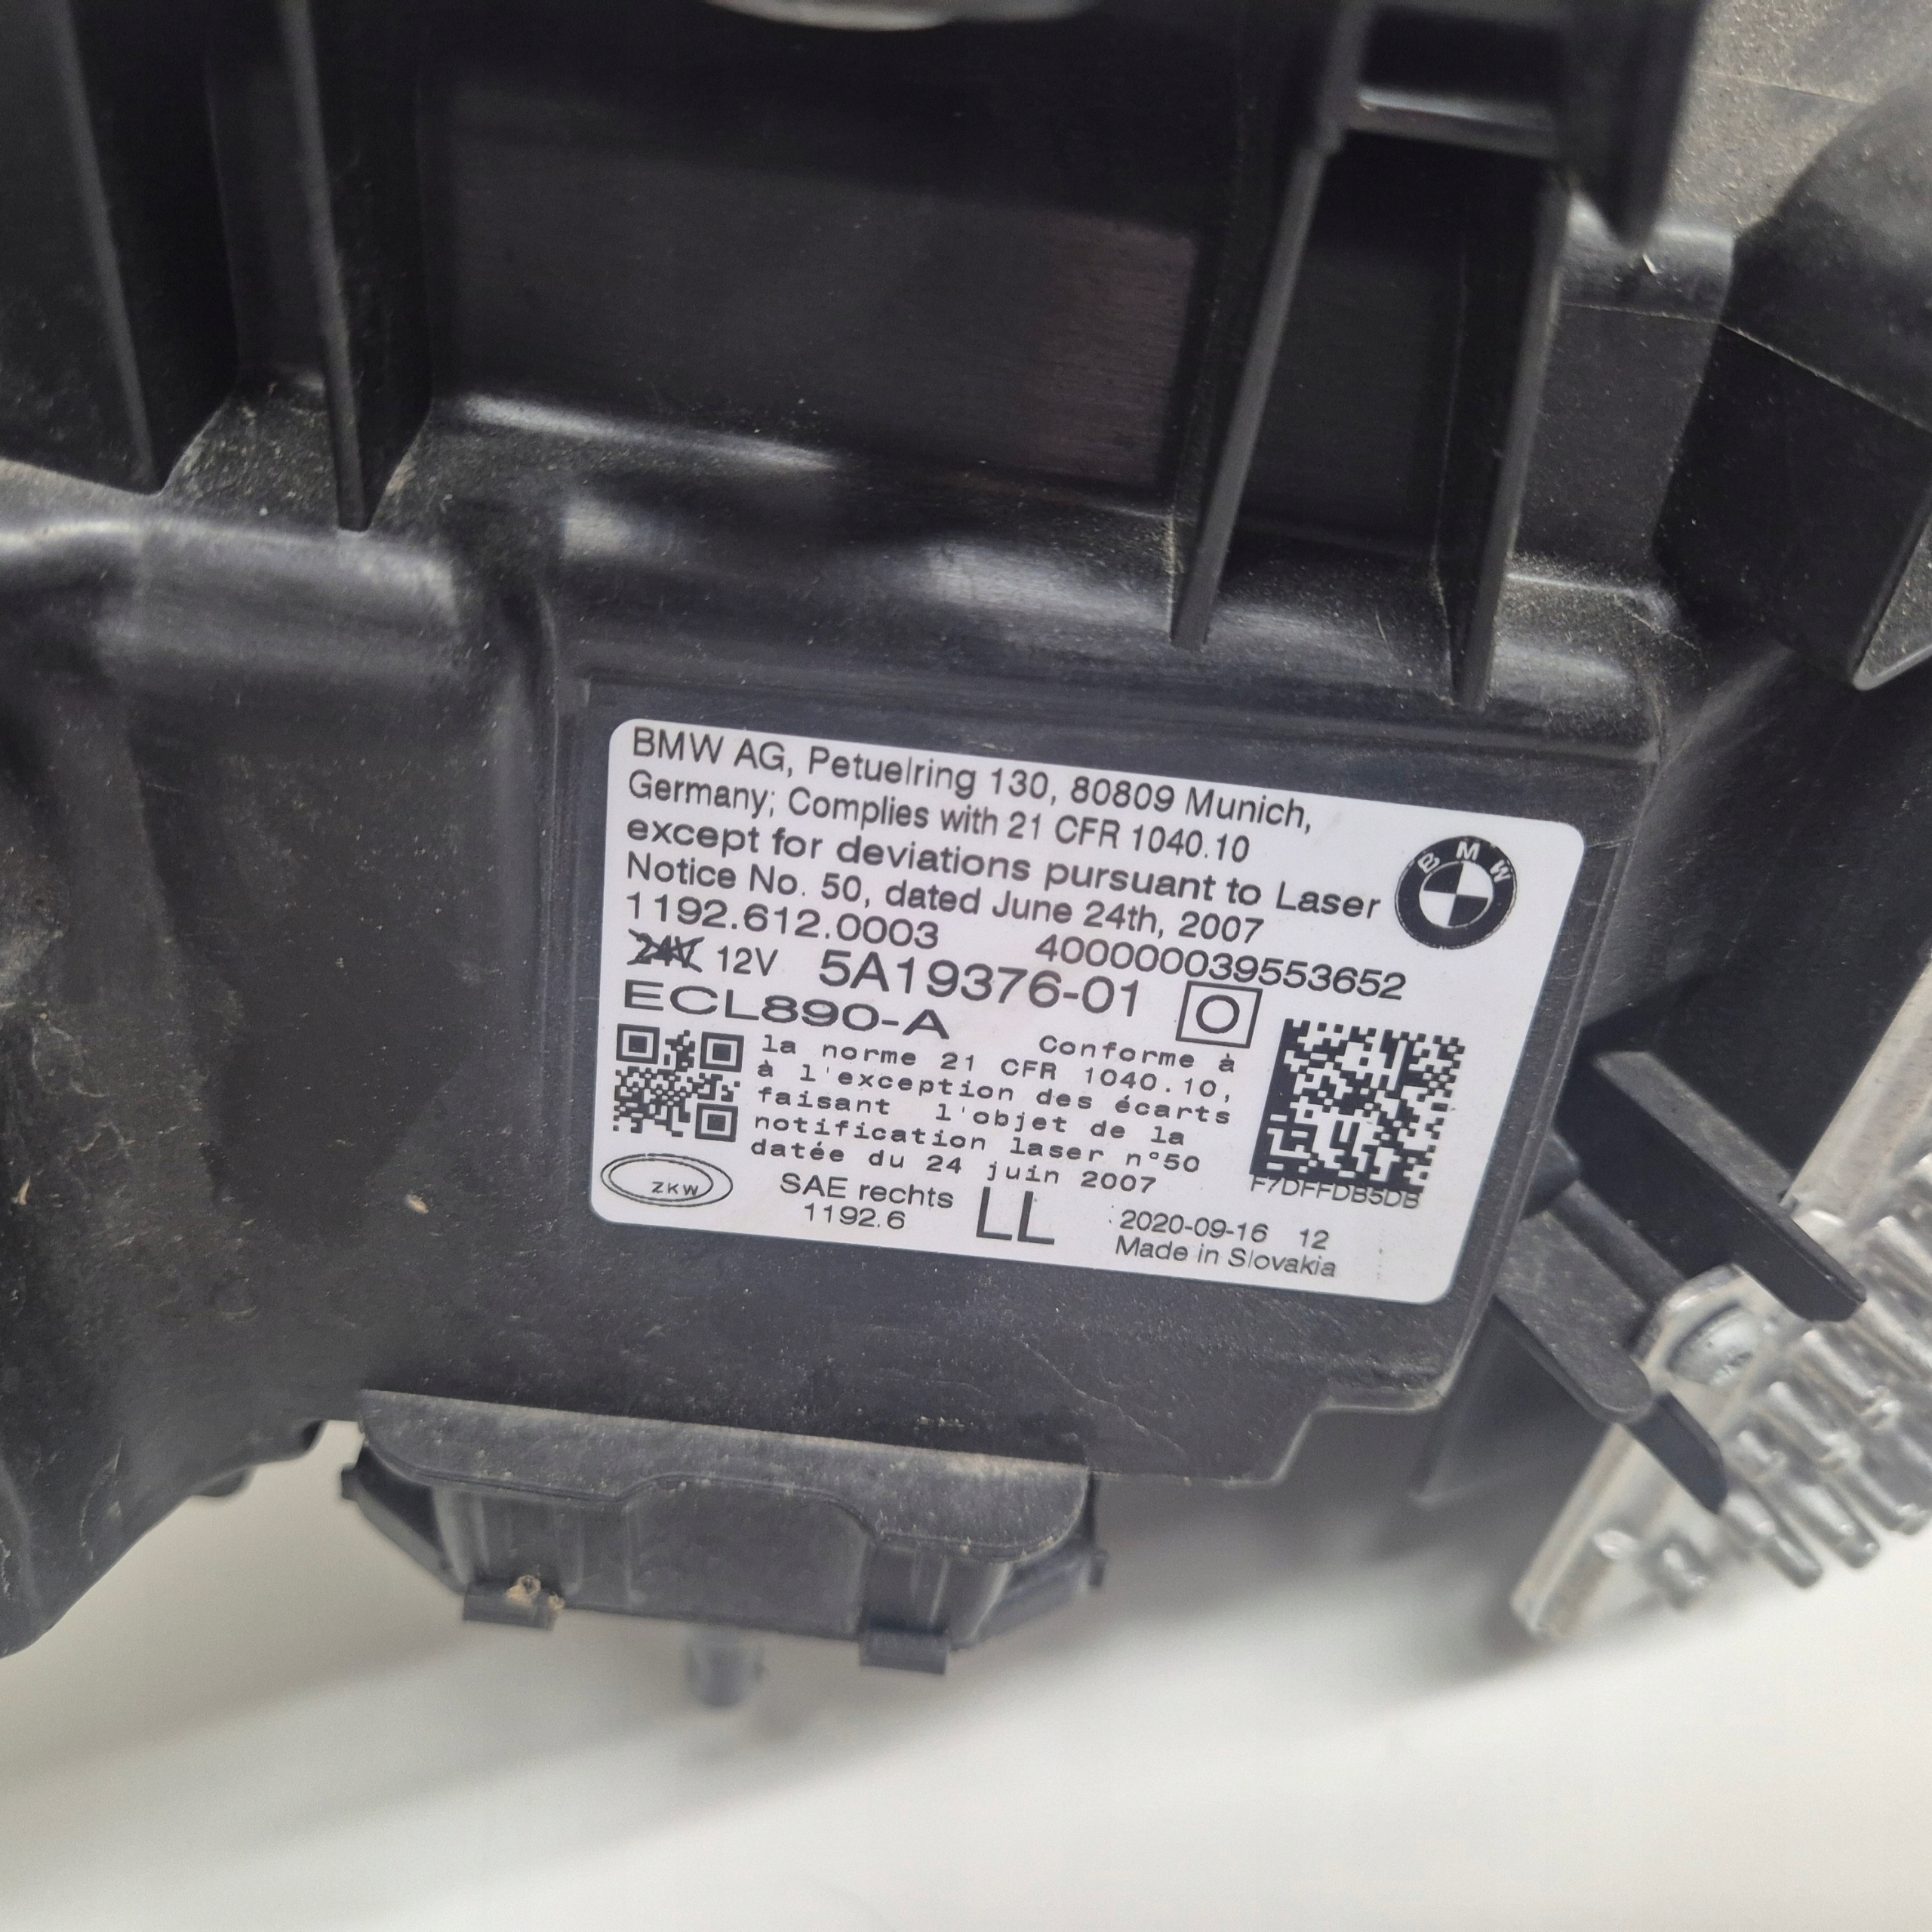 BMW AG, Petuelring 130, 80809 Munich,
Germany; Complies with 21 CFR 1040.10
except for deviations pursuant to Laser
Notice No. 50, dated June 24th, 2007
BMW
1192.612.0003 400000039553652
24V 12V 5A19376-01 O
ECL890-A
Conforme à
la norme 21 CFR 1040.10,
à l'exception des écarts
faisant l'objet de la
notification laser n°50
datée du 24 juin 2007
F7DFFDB5DB
ZKW
SAE rechts
1192.6
LL
2020-09-16 12
Made in Slovakia